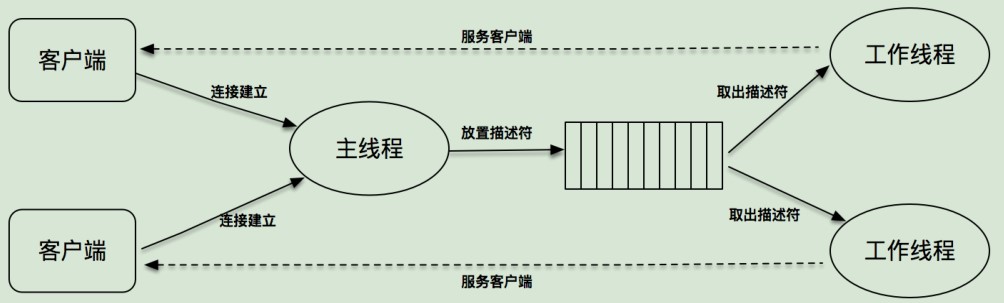 服务客户端
客户端
工作线程
连接建立
取出描述符
主线程
放置描述符
连接建立
取出描述符
客户端
工作线程
服务客户端